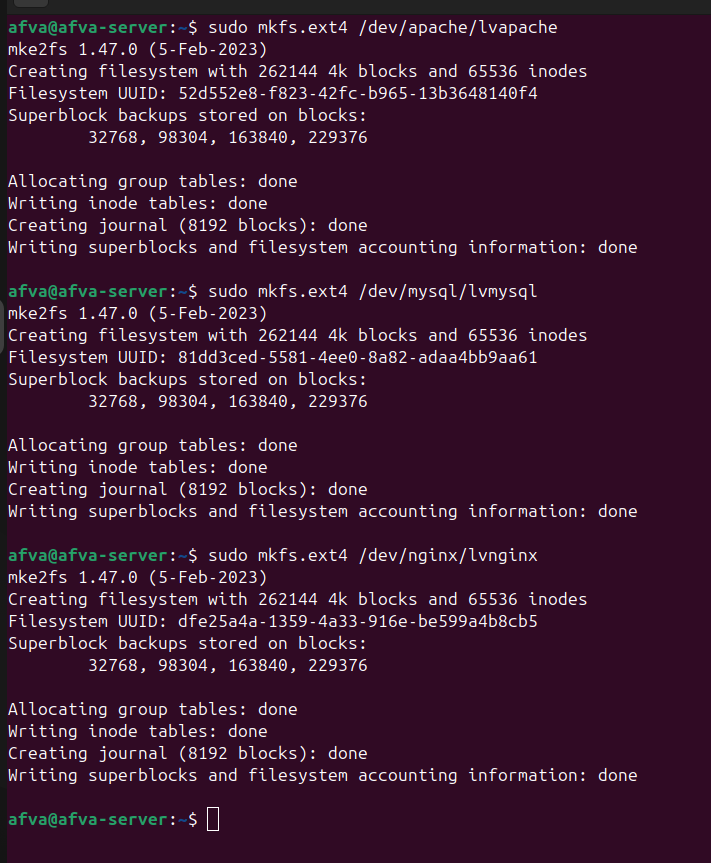 afva@afva-server:~$ sudo mkfs.ext4 /dev/apache/lvapache
mke2fs 1.47.0 (5-Feb-2023)
Creating filesystem with 262144 4k blocks and 65536 inodes
Filesystem UUID: 52d552e8-f823-42fc-b965-13b3648140f4
Superblock backups stored on blocks:
        32768, 98304, 163840, 229376

Allocating group tables: done
Writing inode tables: done
Creating journal (8192 blocks): done
Writing superblocks and filesystem accounting information: done

afva@afva-server:~$ sudo mkfs.ext4 /dev/mysql/lvmysql
mke2fs 1.47.0 (5-Feb-2023)
Creating filesystem with 262144 4k blocks and 65536 inodes
Filesystem UUID: 81dd3ced-5581-4ee0-8a82-adaa4bb9aa61
Superblock backups stored on blocks:
        32768, 98304, 163840, 229376

Allocating group tables: done
Writing inode tables: done
Creating journal (8192 blocks): done
Writing superblocks and filesystem accounting information: done

afva@afva-server:~$ sudo mkfs.ext4 /dev/nginx/lvnginx
mke2fs 1.47.0 (5-Feb-2023)
Creating filesystem with 262144 4k blocks and 65536 inodes
Filesystem UUID: dfe25a4a-1359-4a33-916e-be599a4b8cb5
Superblock backups stored on blocks:
        32768, 98304, 163840, 229376

Allocating group tables: done
Writing inode tables: done
Creating journal (8192 blocks): done
Writing superblocks and filesystem accounting information: done

afva@afva-server:~$